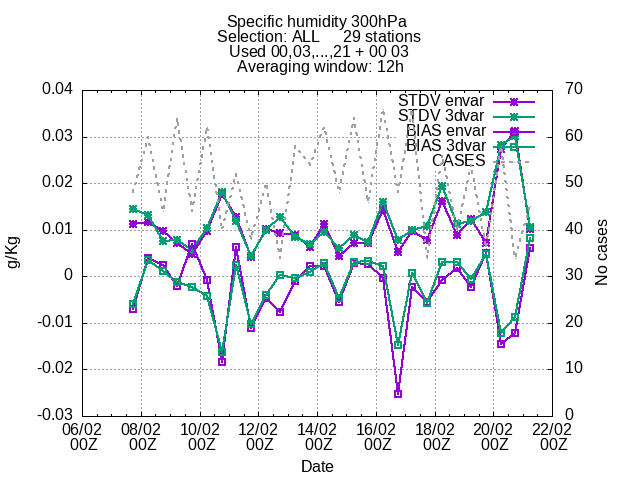 Specific humidity 300hPa
Selection: ALL 29 stations
Used 00,03,...,21 + 00 03
Averaging window: 12h
STDV envar
STDV 3dvar
BIAS envar
BIAS 3dvar
CASES
0.04
0.03
0.02
0.01
0
-0.01
-0.02
-0.03
g/Kg
70
60
50
40
30
20
10
0
No cases
06/02 08/02 10/02 12/02 14/02 16/02 18/02 20/02 22/02
00Z 00Z 00Z 00Z 00Z 00Z 00Z 00Z 00Z
Date